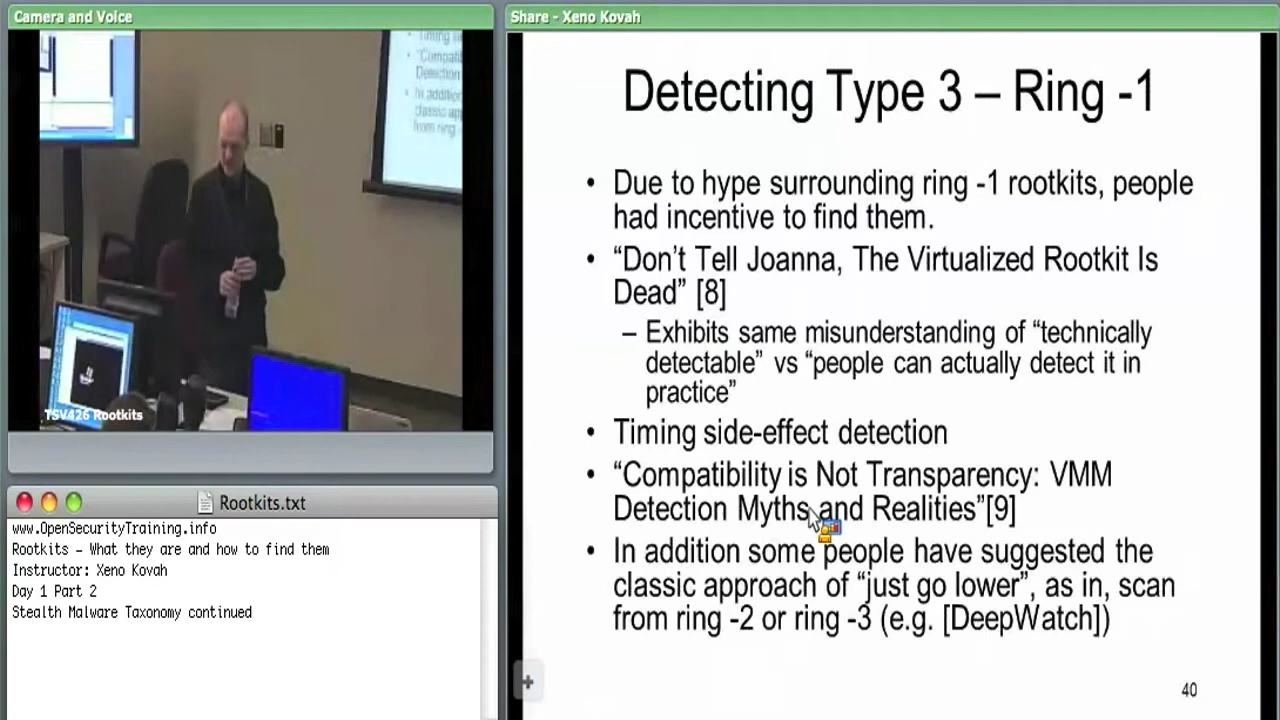 Camera and Voice
TSV426 Rootkits
Rootkits.txt
www.OpenSecurityTraining.info
Rootkits – What they are and how to find them
Instructor: Xeno Kovah
Day 1 Part 2
Stealth Malware Taxonomy continued
Share - Xeno Kovah
Detecting Type 3 – Ring -1
• Due to hype surrounding ring -1 rootkits, people
had incentive to find them.
• “Don’t Tell Joanna, The Virtualized Rootkit Is
Dead” [8]
– Exhibits same misunderstanding of “technically
detectable” vs “people can actually detect it in
practice”
• Timing side-effect detection
• “Compatibility is Not Transparency: VMM
Detection Myths and Realities”[9]
• In addition some people have suggested the
classic approach of “just go lower”, as in, scan
from ring -2 or ring -3 (e.g. [DeepWatch])
40